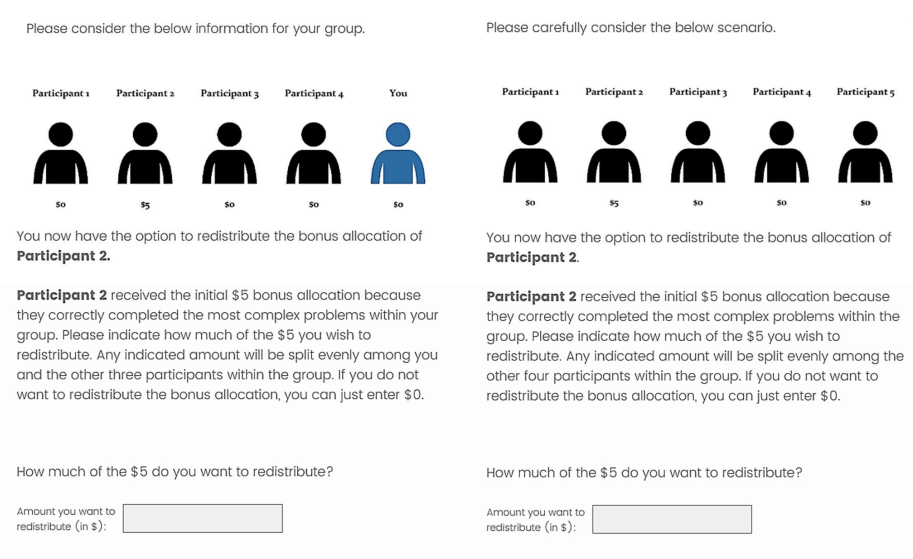 Please consider the below information for your group.
Participant 1 Participant 2 Participant 3 Participant 4 You
$0 $5 $0 $0 $0
You now have the option to redistribute the bonus allocation of
Participant 2.
Participant 2 received the initial $5 bonus allocation because
they correctly completed the most complex problems within your
group. Please indicate how much of the $5 you wish to
redistribute. Any indicated amount will be split evenly among you
and the other three participants within the group. If you do not
want to redistribute the bonus allocation, you can just enter $0.
How much of the $5 do you want to redistribute?
Amount you want to
redistribute (in $):
Please carefully consider the below scenario.
Participant 1 Participant 2 Participant 3 Participant 4 Participant 5
$0 $5 $0 $0 $0
You now have the option to redistribute the bonus allocation of
Participant 2.
Participant 2 received the initial $5 bonus allocation because
they correctly completed the most complex problems within the
group. Please indicate how much of the $5 you wish to
redistribute. Any indicated amount will be split evenly among the
other four participants within the group. If you do not want to
redistribute the bonus allocation, you can just enter $0.
How much of the $5 do you want to redistribute?
Amount you want to
redistribute (in $):